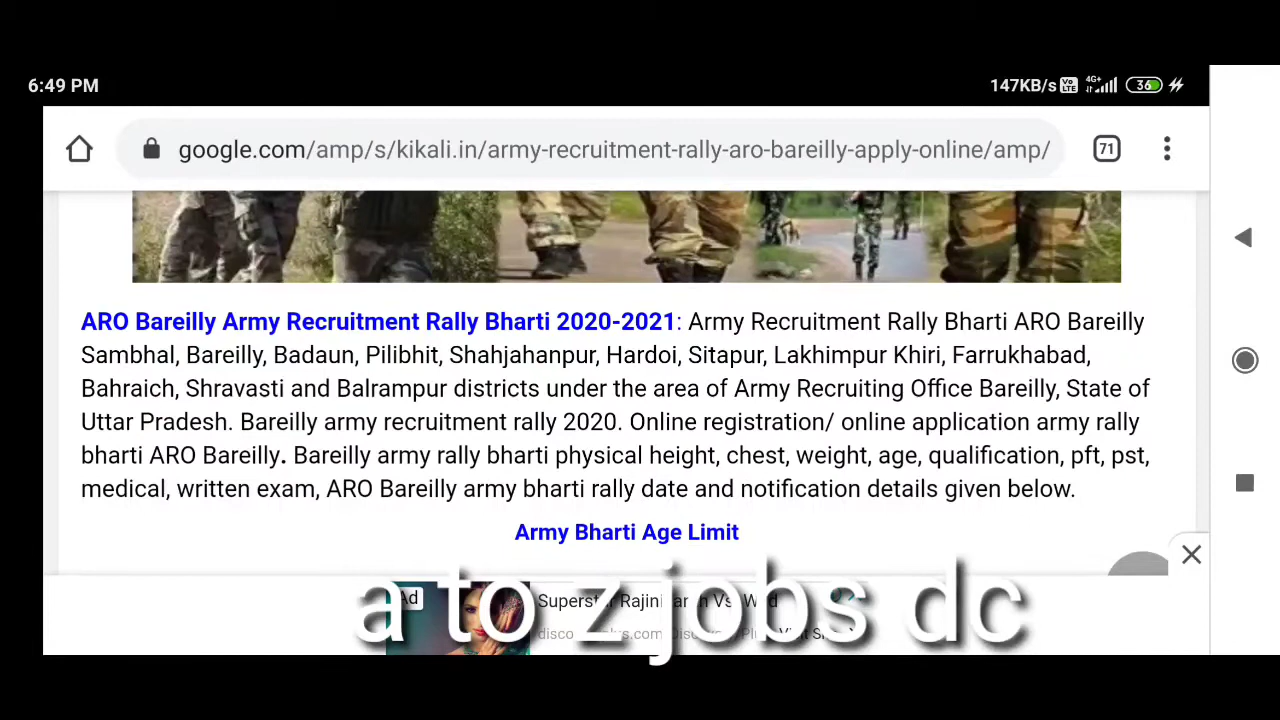 6:49 PM
147KB/s Vo LTE 4G+ 36
google.com/amp/s/kikali.in/army-recruitment-rally-aro-bareilly-apply-online/amp/
71
ARO Bareilly Army Recruitment Rally Bharti 2020-2021: Army Recruitment Rally Bharti ARO Bareilly
Sambhal, Bareilly, Badaun, Pilibhit, Shahjahanpur, Hardoi, Sitapur, Lakhimpur Khiri, Farrukhabad,
Bahraich, Shravasti and Balrampur districts under the area of Army Recruiting Office Bareilly, State of
Uttar Pradesh. Bareilly army recruitment rally 2020. Online registration/ online application army rally
bharti ARO Bareilly. Bareilly army rally bharti physical height, chest, weight, age, qualification, pft, pst,
medical, written exam, ARO Bareilly army bharti rally date and notification details given below.
Army Bharti Age Limit
Ad
a to z jobs dc